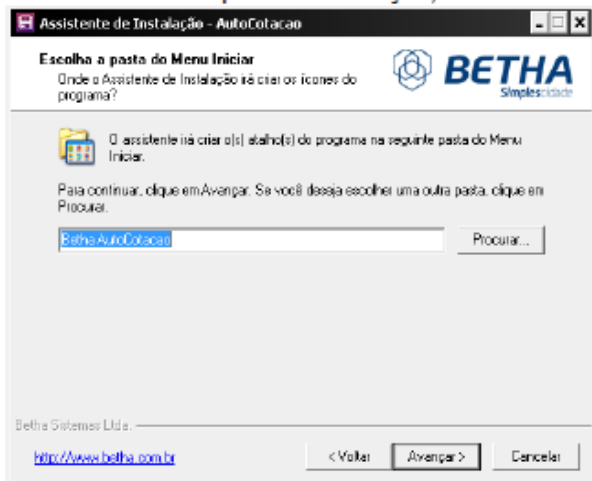 Assistente de Instalação - AutoCotacao
Escolha a pasta do Menu Iniciar
Onde o Assistente de Instalação irá criar os ícones do
programa?
BETHA
Simplescidade
O assistente irá criar o(s) atalho(s) do programa na seguinte pasta do Menu
Iniciar.
Para continuar, clique em Avançar. Se você deseja escolher uma outra pasta, clique em
Procurar.
Betha AutoCotacao
Procurar...
Betha Sistemas Ltda.
http://www.betha.com.br
< Voltar
Avançar >
Cancelar